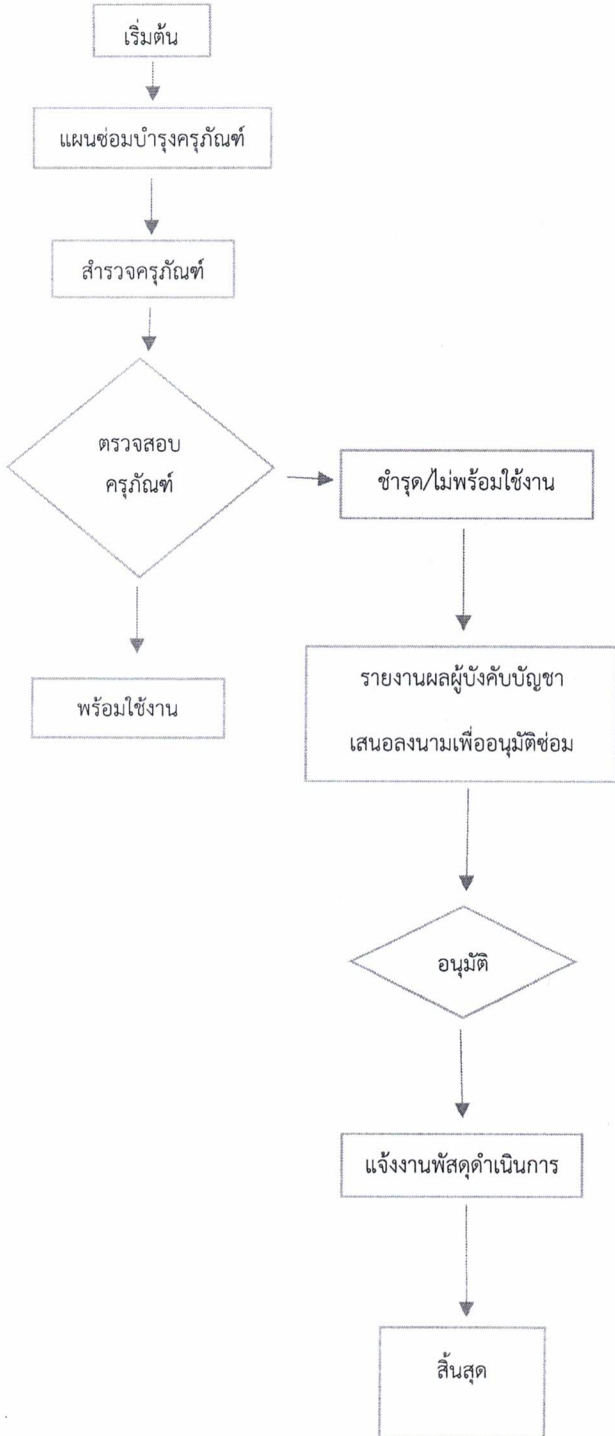 เริ่มต้น
แผนซ่อมบำรุงครุภัณฑ์
สำรวจครุภัณฑ์
ตรวจสอบ
ครุภัณฑ์
ชำรุด/ไม่พร้อมใช้งาน
พร้อมใช้งาน
รายงานผลผู้บังคับบัญชา
เสนอลงนามเพื่ออนุมัติซ่อม
อนุมัติ
แจ้งงานพัสดุดำเนินการ
สิ้นสุด